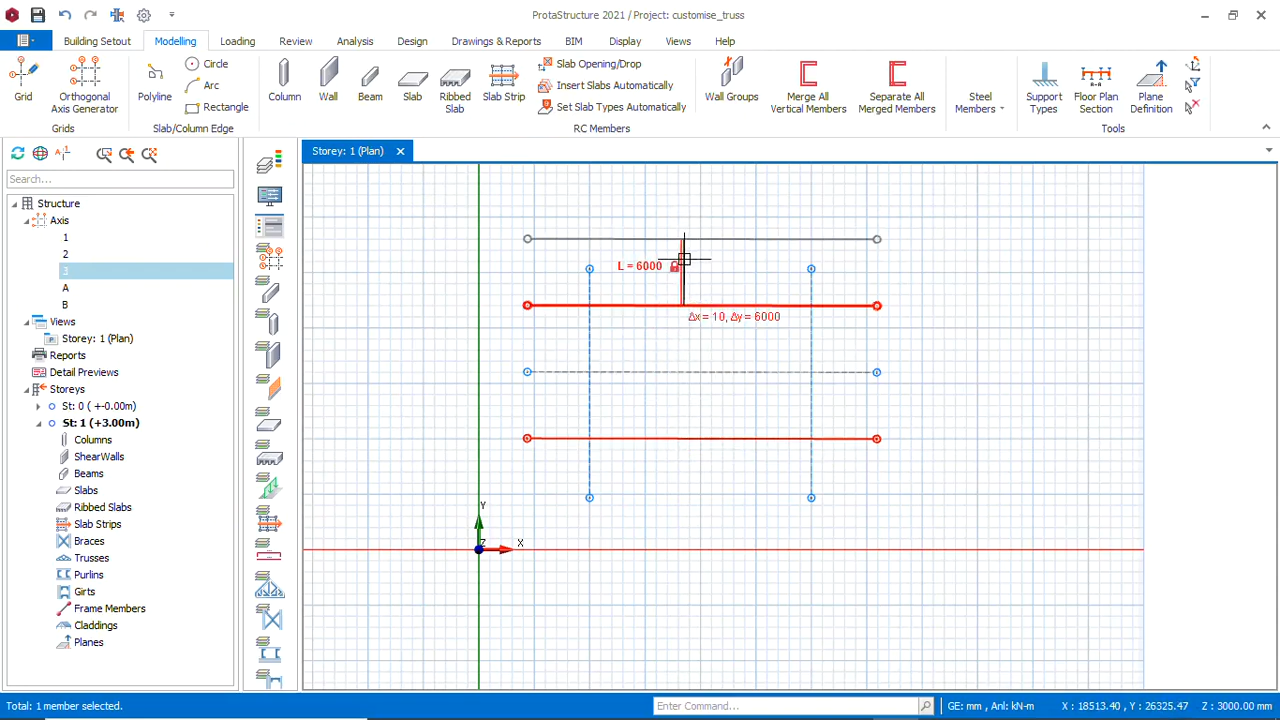 ProtaStructure 2021 / Project: customise_truss
Building Setout
Modelling
Loading
Review
Analysis
Design
Drawings & Reports
BIM
Display
Views
Help
Grid
Orthogonal
Axis Generator
Grids
Polyline
Circle
Arc
Rectangle
Slab/Column Edge
Column
Wall
Beam
Slab
Ribbed
Slab
Slab Strip
Slab Opening/Drop
Insert Slabs Automatically
Set Slab Types Automatically
RC Members
Wall Groups
Merge All
Vertical Members
Separate All
Merged Members
Steel
Members
Support
Types
Floor Plan
Section
Plane
Definition
Tools
Search...
Structure
Axis
1
2
3
A
B
Views
Storey: 1 (Plan)
Reports
Detail Previews
Storeys
St: 0 ( +-0.00m)
St: 1 (+3.00m)
Columns
ShearWalls
Beams
Slabs
Ribbed Slabs
Slab Strips
Braces
Trusses
Purlins
Girts
Frame Members
Claddings
Planes
Storey: 1 (Plan)
L = 6000
Δx = 10, Δy = 6000
Y
Z
X
Total: 1 member selected.
Enter Command...
GE: mm , Anl: kN-m
X : 18513.40 , Y : 26325.47
Z : 3000.00 mm